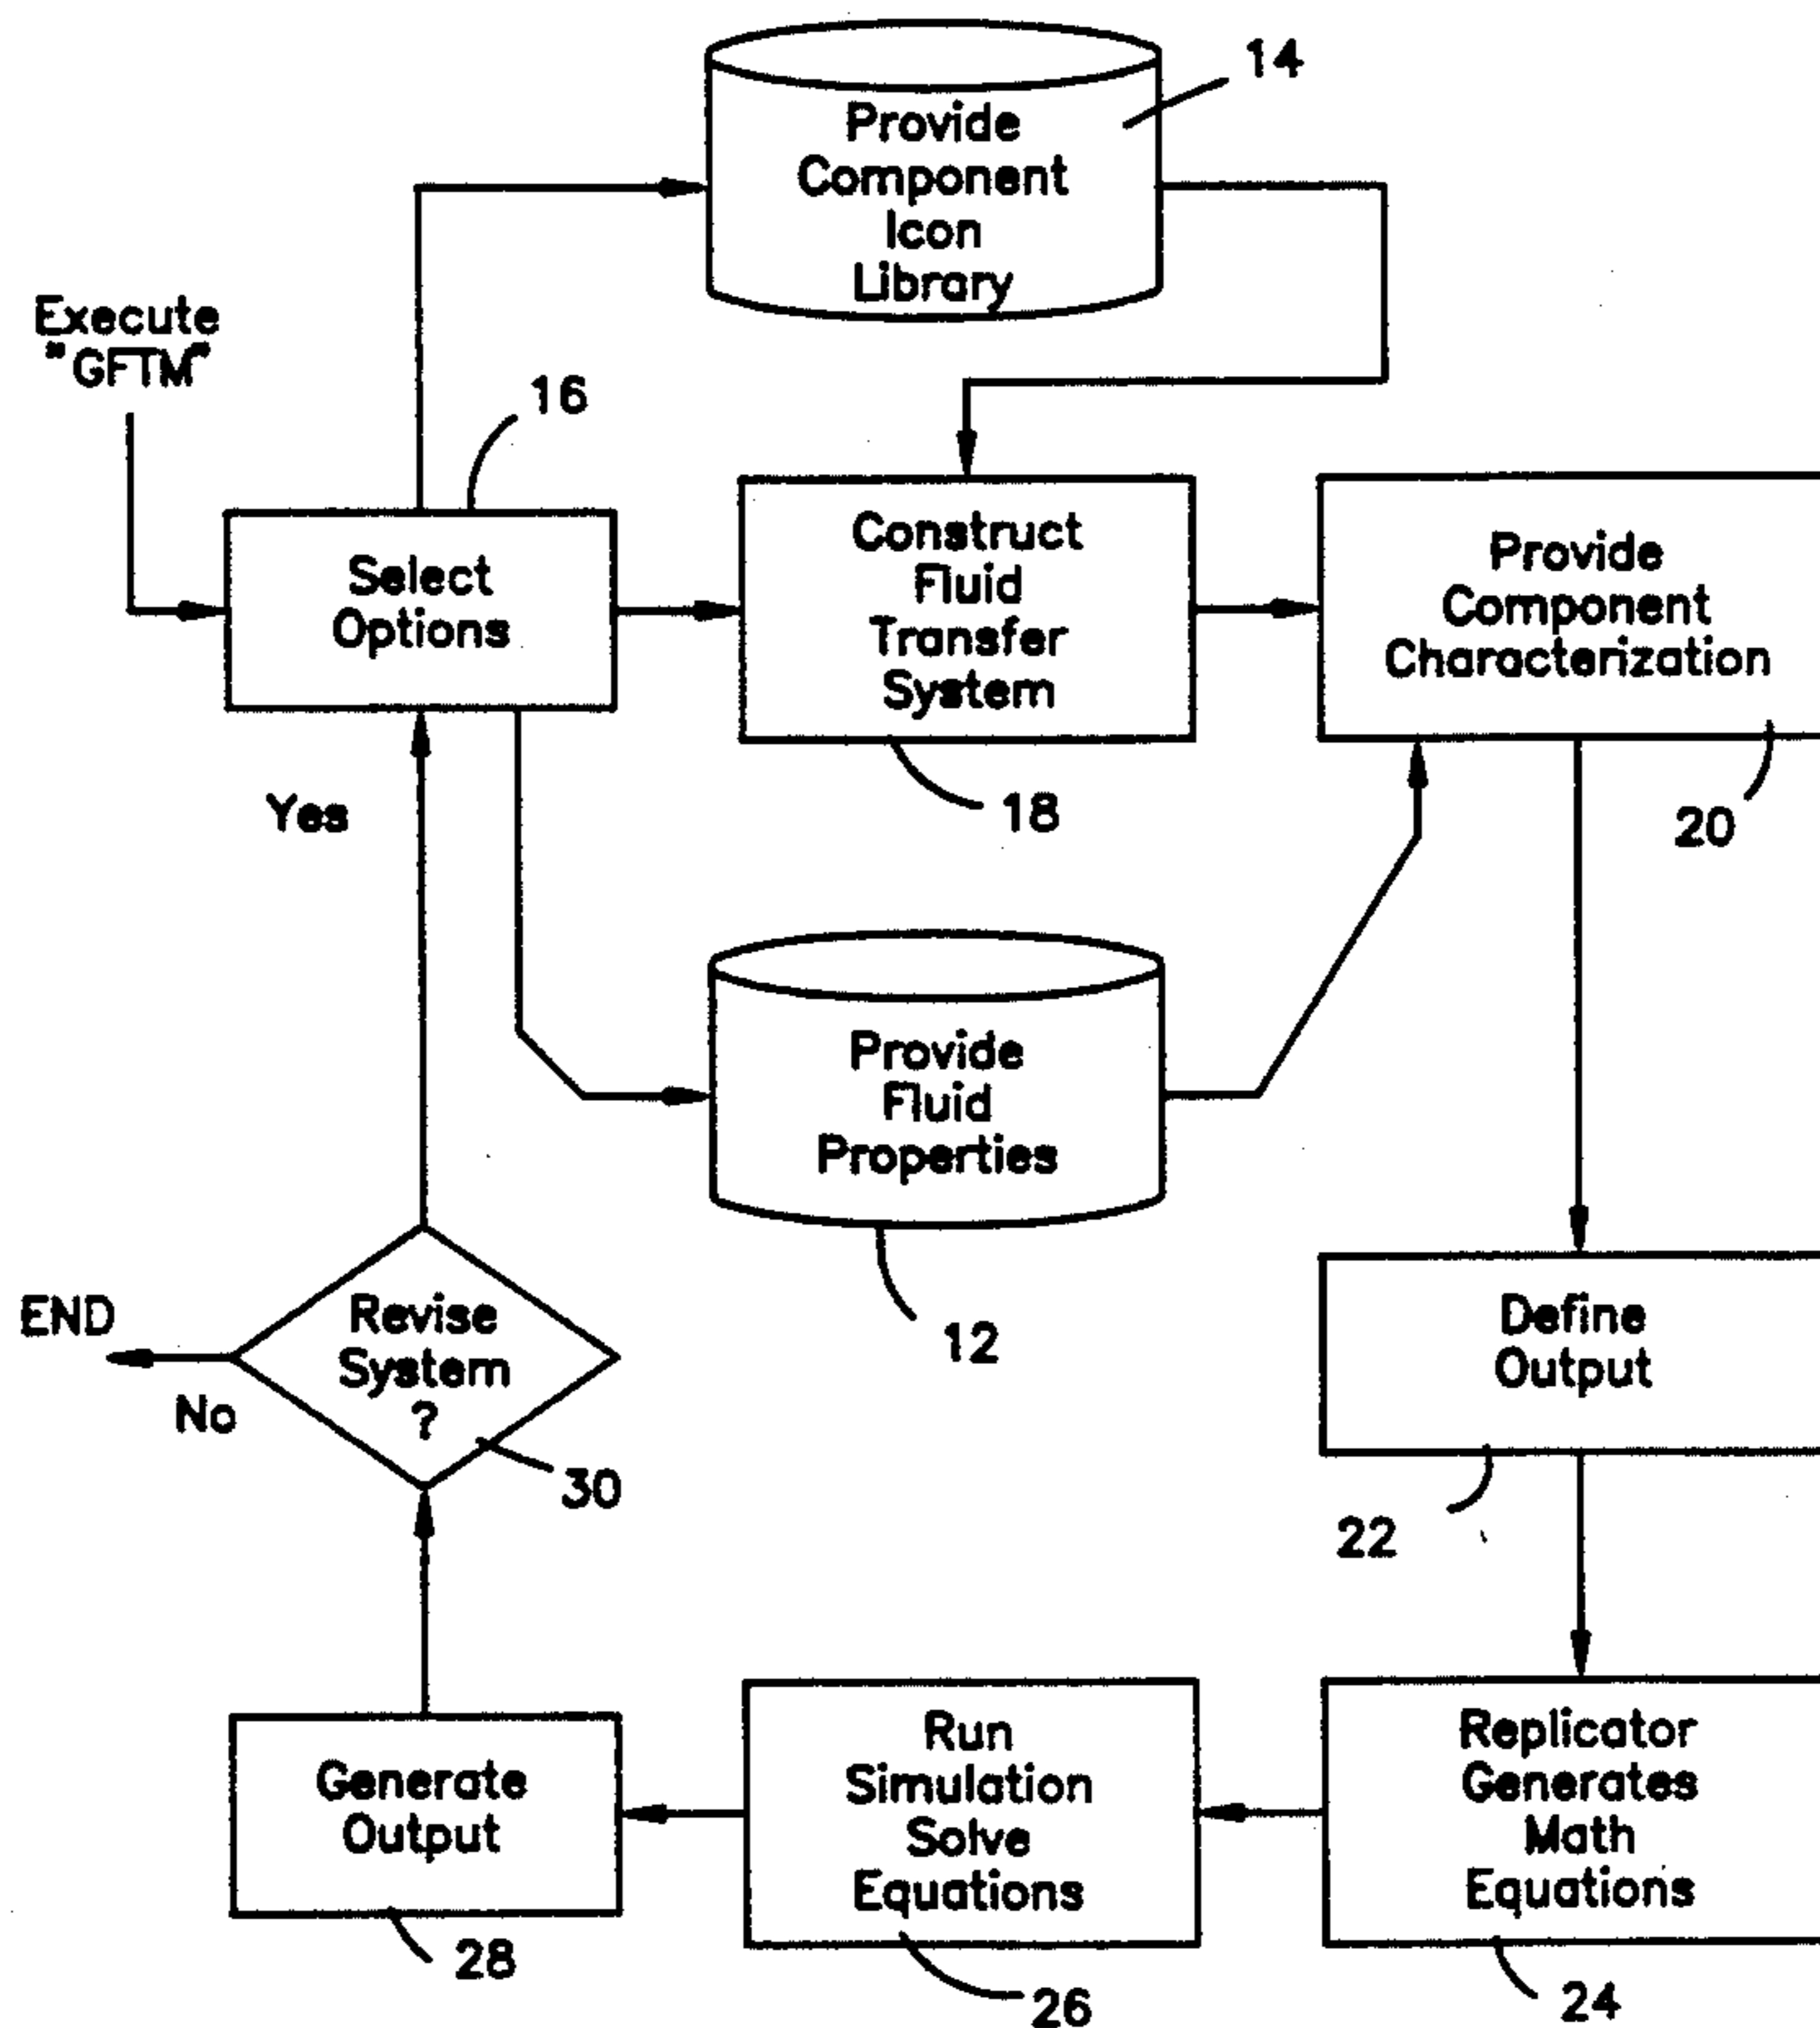 14
Provide
Component
Icon
Library
Execute
"GFTM"
16
Select
Options
Construct
Fluid
Transfer
System
Provide
Component
Characterization
Yes
18
20
Provide
Fluid
Properties
12
END
Revise
System
?
No
30
Define
Output
22
Generate
Output
28
Run
Simulation
Solve
Equations
26
Replicator
Generates
Math
Equations
24